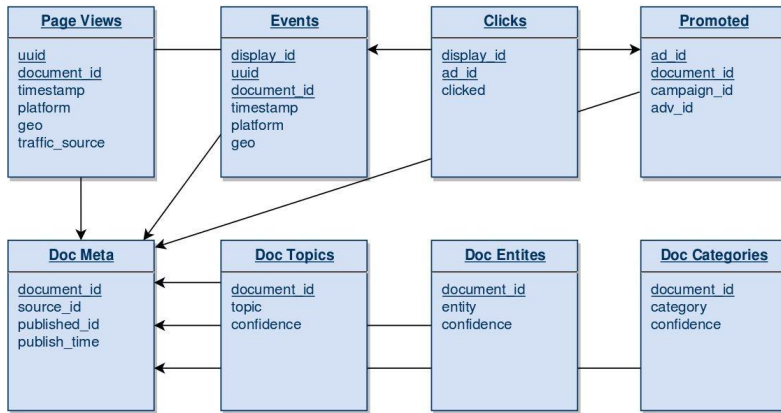 Page Views
uuid
document_id
timestamp
platform
geo
traffic_source
Events
display_id
uuid
document_id
timestamp
platform
geo
Clicks
display_id
ad_id
clicked
Promoted
ad_id
document_id
campaign_id
adv_id
Doc Meta
document_id
source_id
published_id
publish_time
Doc Topics
document_id
topic
confidence
Doc Entites
document_id
entity
confidence
Doc Categories
document_id
category
confidence